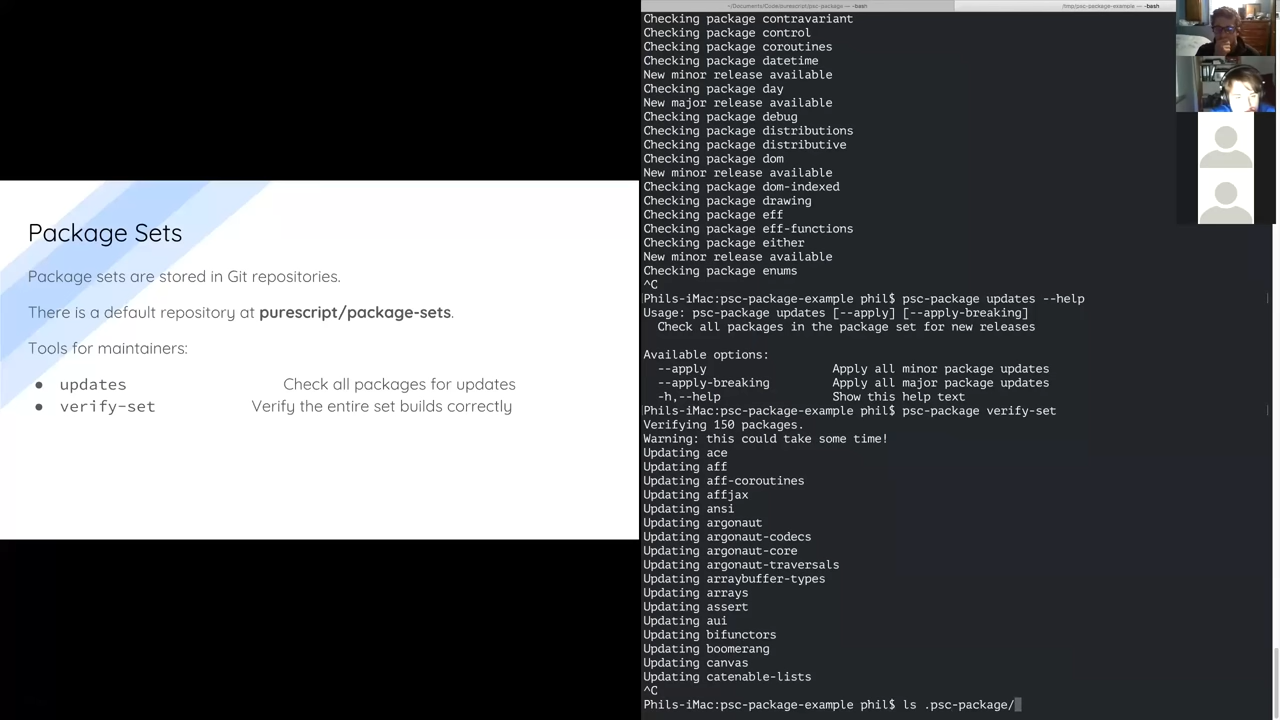 Package Sets
Package sets are stored in Git repositories.
There is a default repository at purescript/package-sets.
Tools for maintainers:
● updates Check all packages for updates
● verify-set Verify the entire set builds correctly
~/Documents/Code/purescript/psc-package — -bash
/tmp/psc-package-example — -bash
Checking package contravariant
Checking package control
Checking package coroutines
Checking package datetime
New minor release available
Checking package day
New major release available
Checking package debug
Checking package distributions
Checking package distributive
Checking package dom
New minor release available
Checking package dom-indexed
Checking package drawing
Checking package eff
Checking package eff-functions
Checking package either
New minor release available
Checking package enums
^C
Phils-iMac:psc-package-example phil$ psc-package updates --help
Usage: psc-package updates [--apply] [--apply-breaking]
Check all packages in the package set for new releases
Available options:
--apply Apply all minor package updates
--apply-breaking Apply all major package updates
-h,--help Show this help text
Phils-iMac:psc-package-example phil$ psc-package verify-set
Verifying 150 packages.
Warning: this could take some time!
Updating ace
Updating aff
Updating aff-coroutines
Updating affjax
Updating ansi
Updating argonaut
Updating argonaut-codecs
Updating argonaut-core
Updating argonaut-traversals
Updating arraybuffer-types
Updating arrays
Updating assert
Updating aui
Updating bifunctors
Updating boomerang
Updating canvas
Updating catenable-lists
^C
Phils-iMac:psc-package-example phil$ ls .psc-package/